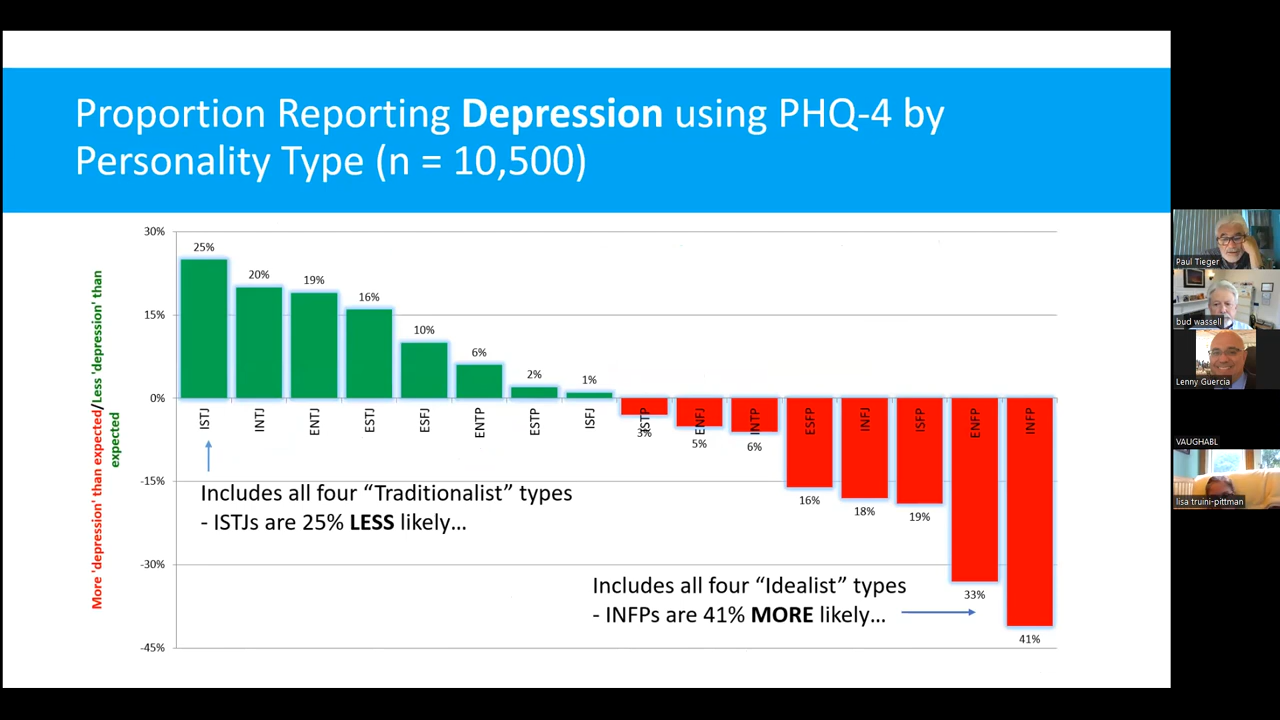 Proportion Reporting Depression using PHQ-4 by
Personality Type (n = 10,500)
More 'depression' than expected/Less 'depression' than
expected
30%
15%
0%
-15%
-30%
-45%
25%
20%
19%
16%
10%
6%
2%
1%
ISTJ
INTJ
ENTJ
ESTJ
ESFJ
ENTP
ESTP
ISFJ
ISTP
ENFJ
INTP
ESFP
INFJ
ISFP
ENFP
INFP
3%
5%
6%
16%
18%
19%
33%
41%
Includes all four “Traditionalist” types
- ISTJs are 25% LESS likely…
Includes all four “Idealist” types
- INFPs are 41% MORE likely…
Paul Tieger
bud wassell
Lenny Guercia
VAUGHABL
lisa truini-pittman